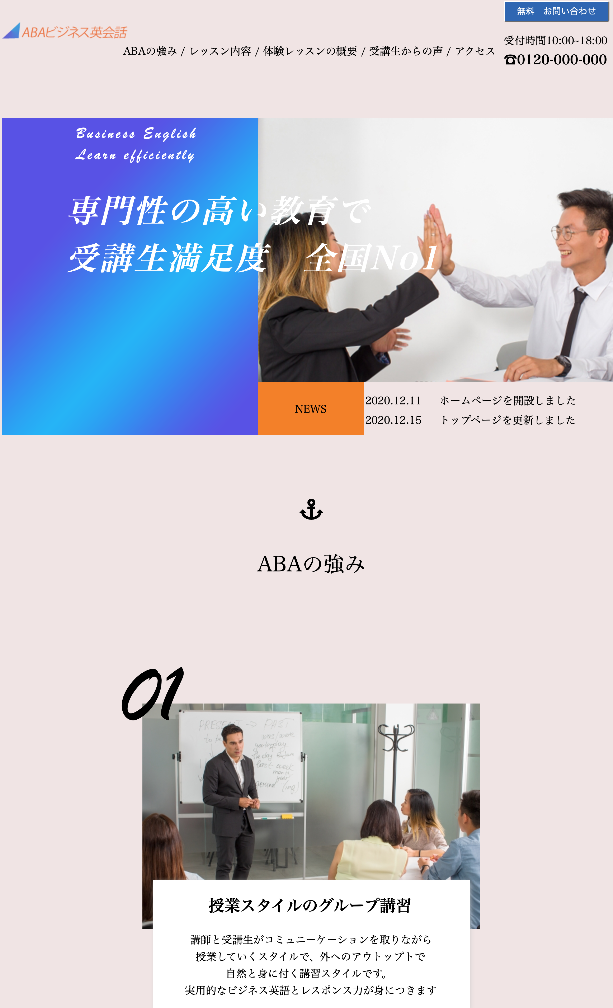 無料 お問い合わせ
ABAビジネス英会話
ABAの強み / レッスン内容 / 体験レッスンの概要 / 受講生からの声 / アクセス
受付時間10:00~18:00
☎0120-000-000
Business English
Learn efficiently
専門性の高い教育で
受講生満足度 全国No1
NEWS
2020.12.11 ホームページを開設しました
2020.12.15 トップページを更新しました
ABAの強み
01
授業スタイルのグループ講習
講師と受講生がコミュニーケーションを取りながら
授業していくスタイルで、外へのアウトップトで
自然と身に付く講習スタイルです。
実用的なビジネス英語とレスポンス力が身につきます